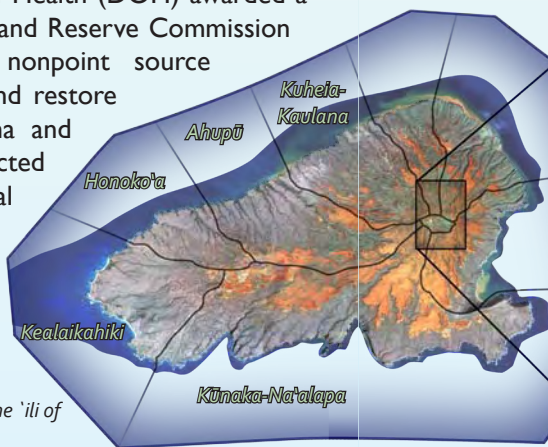 Health (DOH) awarded a
and Reserve Commission
nonpoint source
nd restore
na and
cted
al
Kuheia-
Kaulana
Ahupū
Honoko‘a
Kealaikahiki
Kūnaka-Na‘alapa
ne ‘ili of